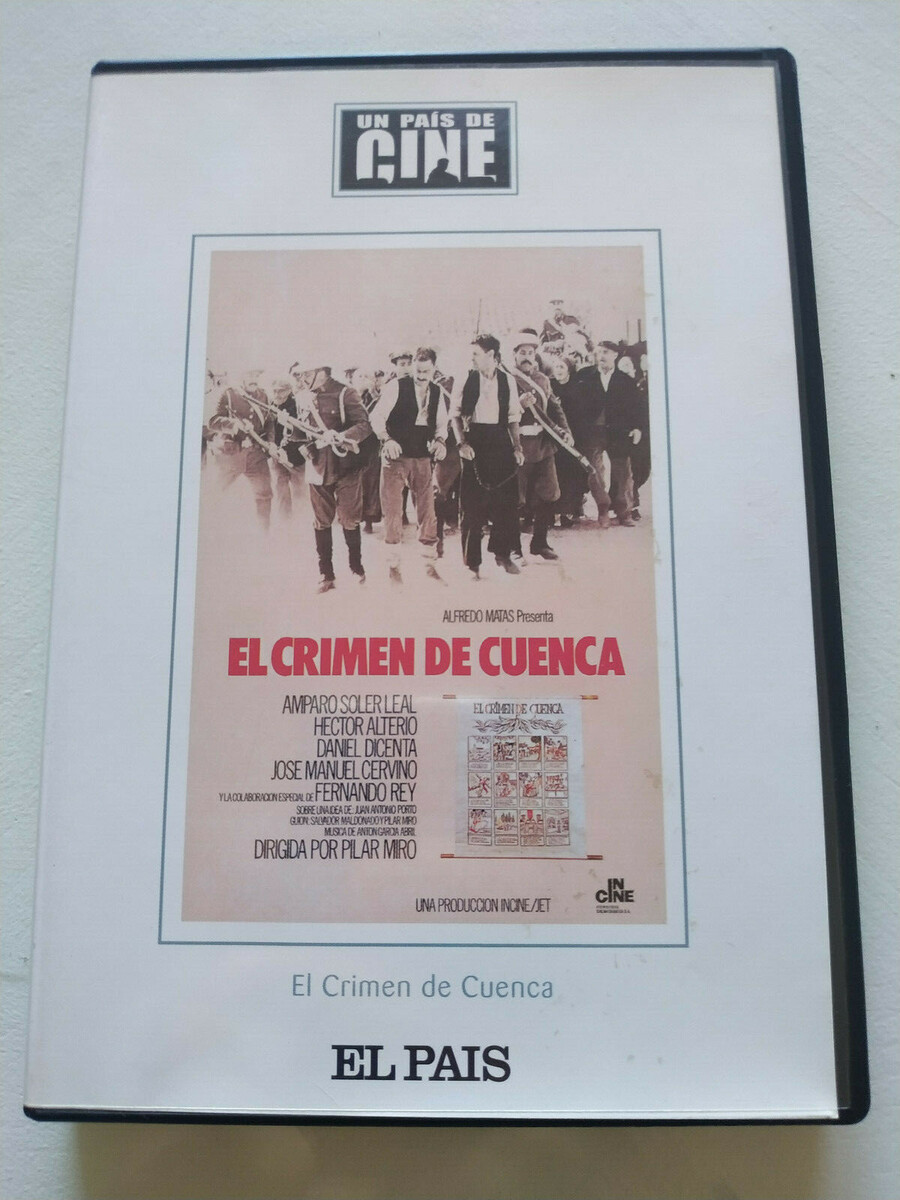 UN PAÍS DE
CINE
ALFREDO MATAS Presenta
EL CRIMEN DE CUENCA
AMPARO SOLER LEAL
HECTOR ALTERIO
DANIEL DICENTA
JOSE MANUEL CERVINO
Y LA COLABORACION ESPECIAL DE FERNANDO REY
SOBRE UNA IDEA DE: JUAN ANTONIO PORTO
GUION: SALVADOR MALDONADO Y PILAR MIRO
MUSICA DE ANTON GARCIA ABRIL
DIRIGIDA POR PILAR MIRO
EL CRIMEN DE CUENCA
UNA PRODUCCION INCINE/JET
IN
CINE
El Crimen de Cuenca
EL PAIS